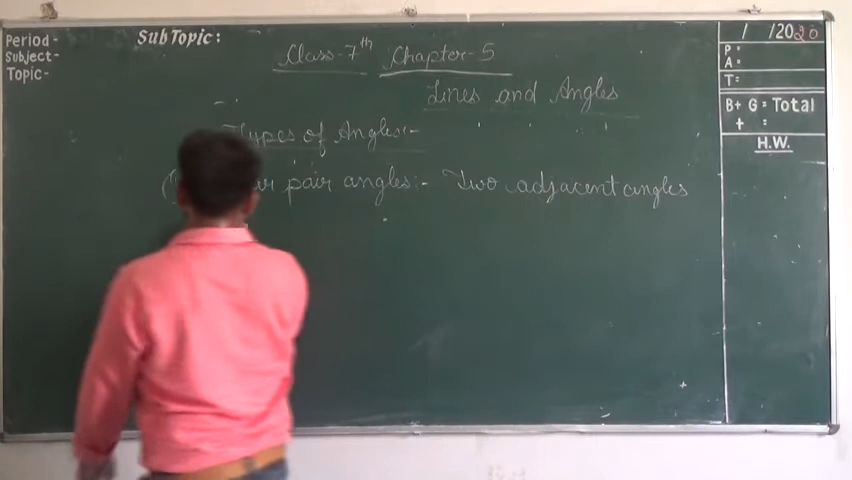 Period-
Subject-
Topic-
Sub Topic:
Class-7th Chapter-5
Lines and Angles
Types of Angles:-
pair angles:- Two adjacent angles
/ /2020
P:
A:
T:
B+ G = Total
+ =
H.W.